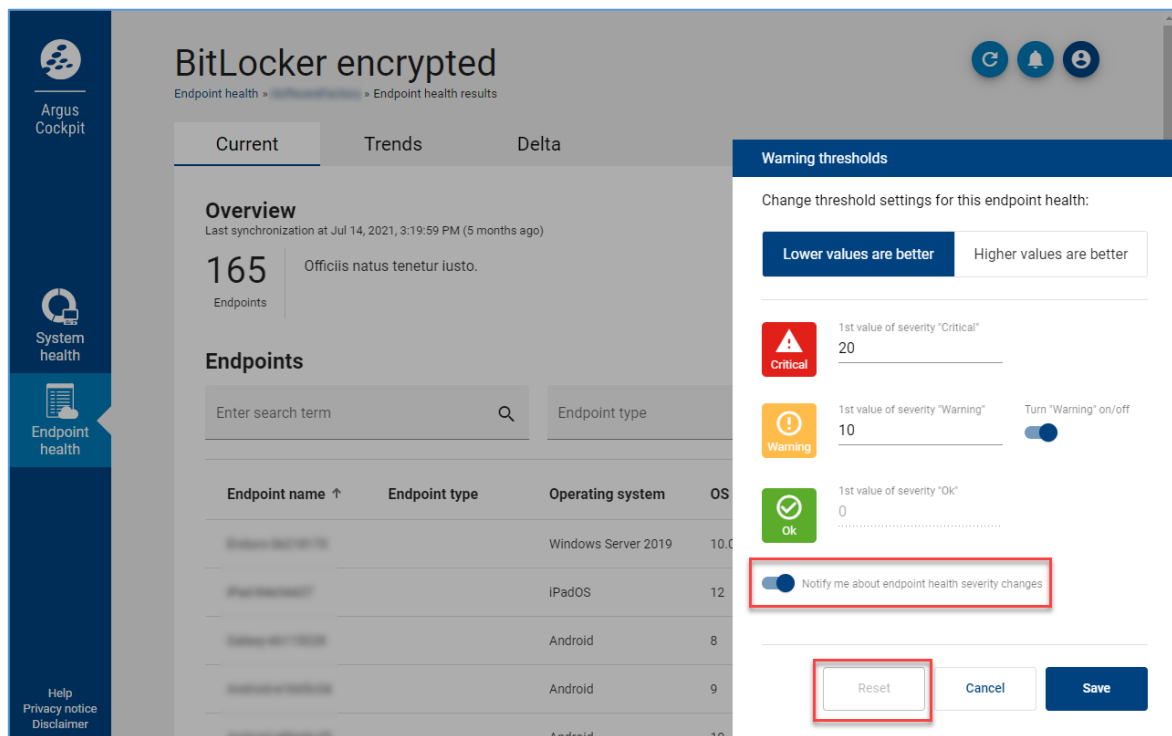 Argus
Cockpit
System
health
Endpoint
health
Help
Privacy notice
Disclaimer
BitLocker encrypted
Endpoint health » » Endpoint health results
Current Trends Delta
Overview
Last synchronization at Jul 14, 2021, 3:19:59 PM (5 months ago)
165
Endpoints
Officiis natus tenetur iusto.
Endpoints
Enter search term
Endpoint type
Endpoint name ↑ Endpoint type Operating system OS
Windows Server 2019 10.0
iPadOS 12
Android 8
Android 9
Android 10
Warning thresholds
Change threshold settings for this endpoint health:
Lower values are better Higher values are better
Critical
1st value of severity "Critical"
20
Warning
1st value of severity "Warning"
10
Turn "Warning" on/off
Ok
1st value of severity "Ok"
0
Notify me about endpoint health severity changes
Reset Cancel Save